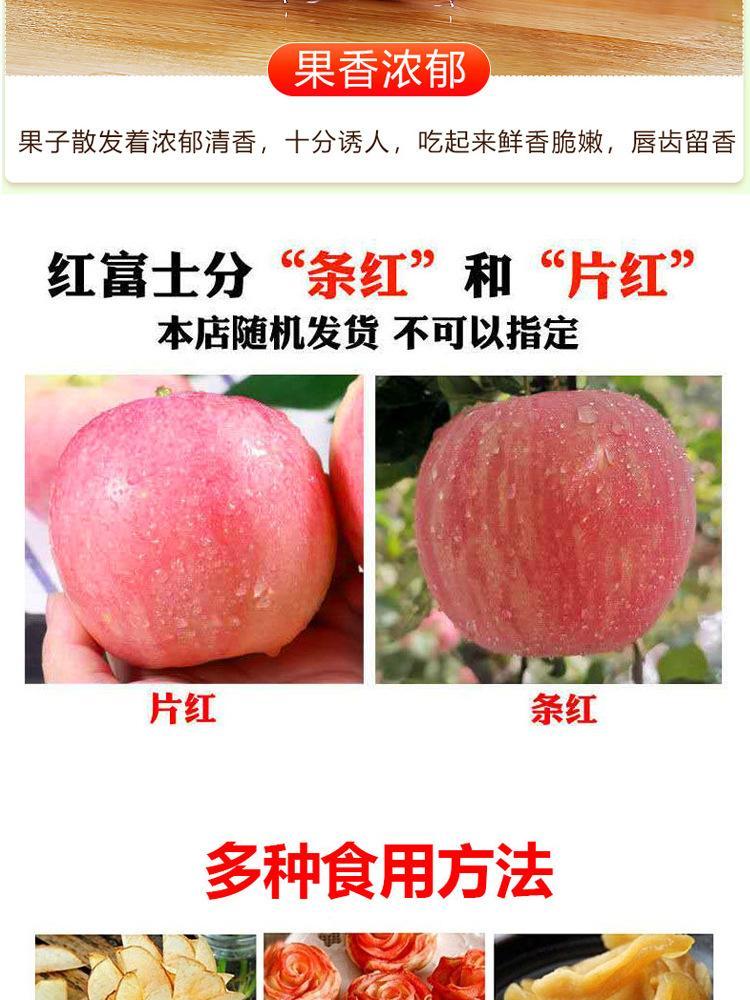 果香浓郁
果子散发着浓郁清香，十分诱人，吃起来鲜香脆嫩，唇齿留香
红富士分“条红”和“片红”
本店随机发货 不可以指定
片红
条红
多种食用方法